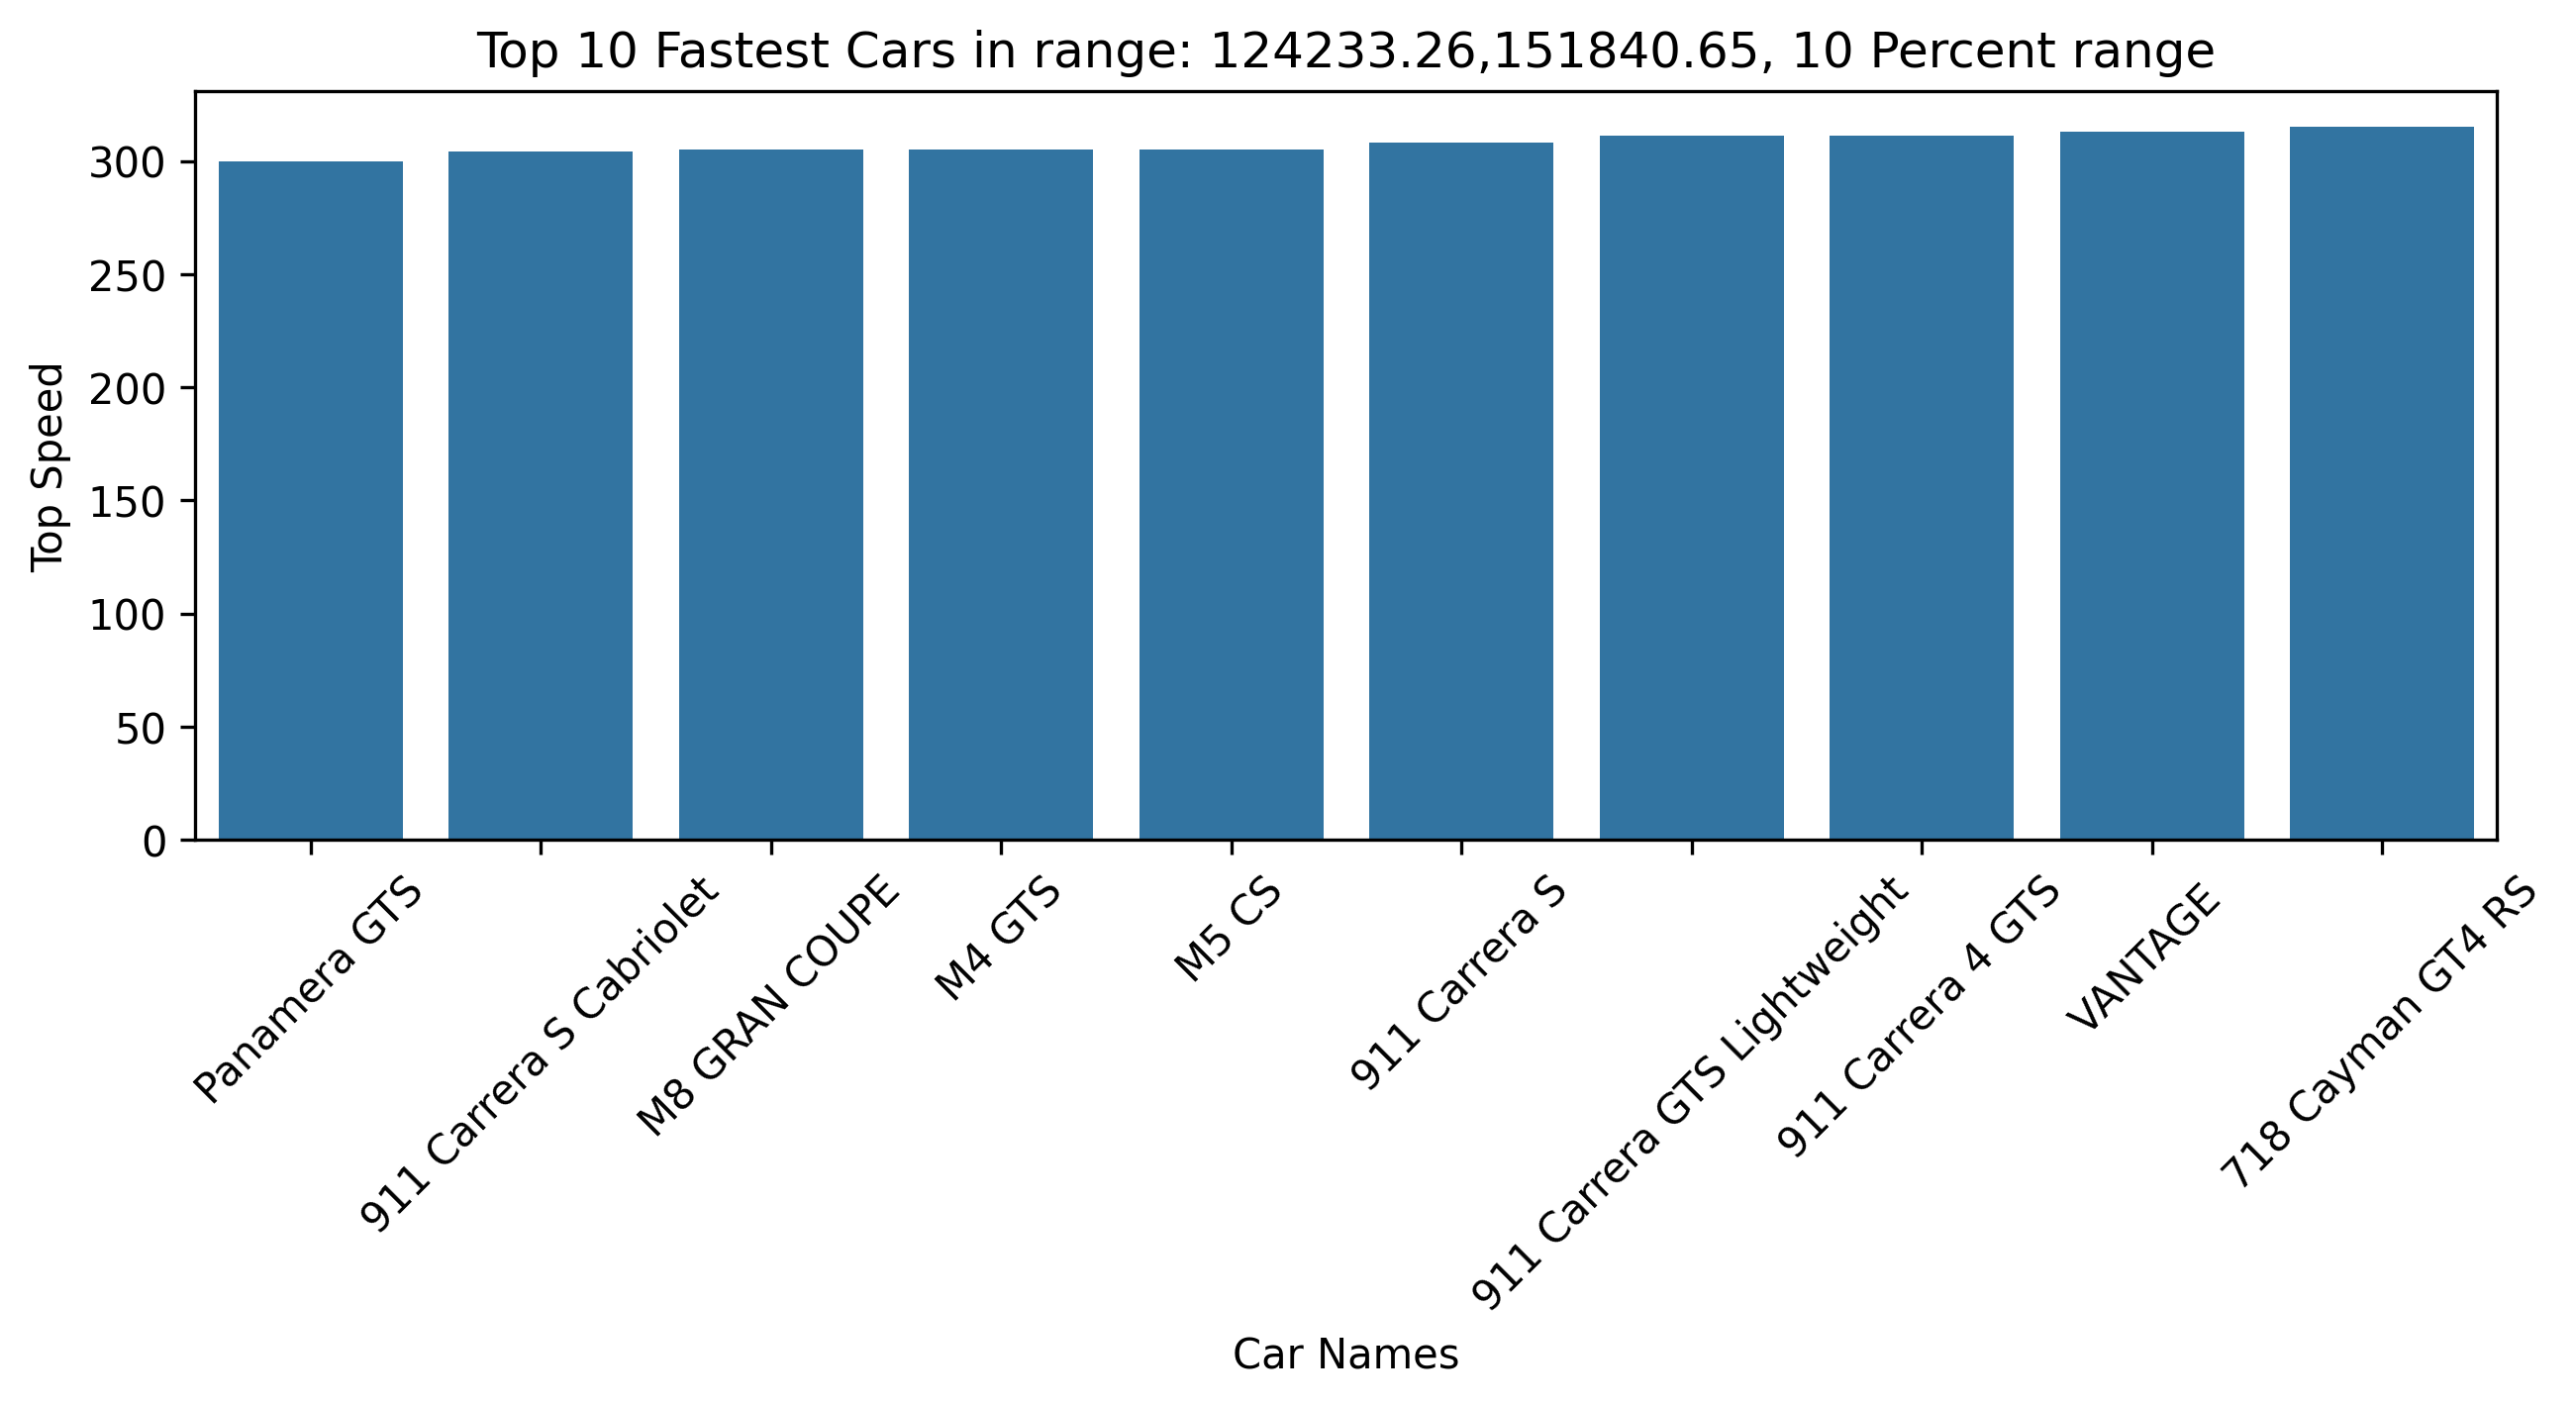 Top 10 Fastest Cars in range: 124233.26,151840.65, 10 Percent range
Top Speed
300
250
200
150
100
50
0
Panamera GTS
911 Carrera S Cabriolet
M8 GRAN COUPE
M4 GTS
M5 CS
911 Carrera S
911 Carrera GTS Lightweight
911 Carrera 4 GTS
VANTAGE
718 Cayman GT4 RS
Car Names